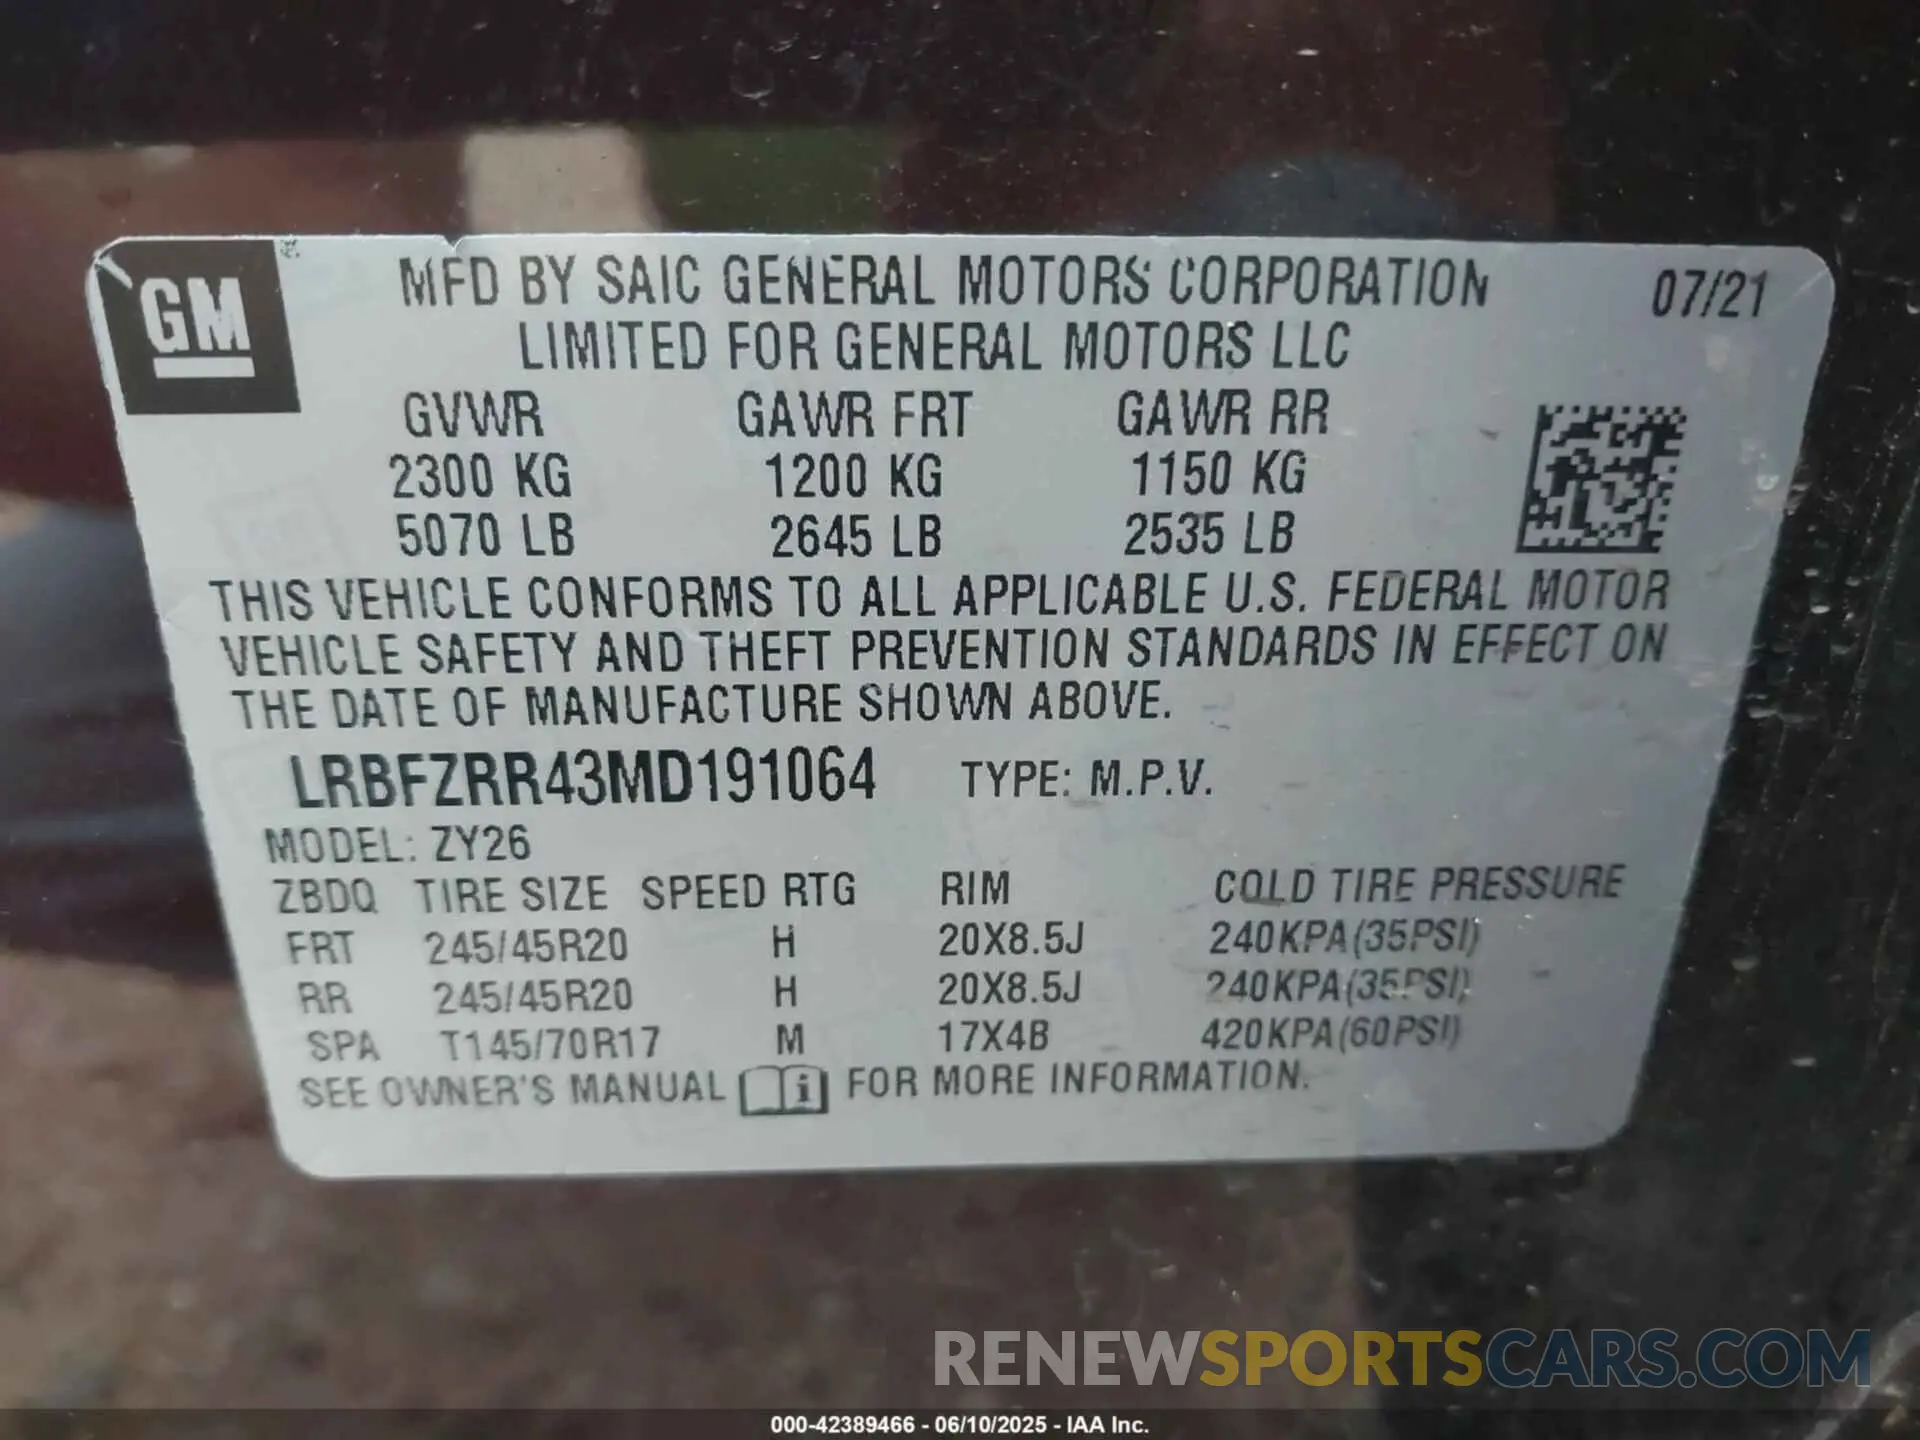 GM
MFD BY SAIC GENERAL MOTORS CORPORATION 07/21
LIMITED FOR GENERAL MOTORS LLC
GVWR GAWR FRT GAWR RR
2300 KG 1200 KG 1150 KG
5070 LB 2645 LB 2535 LB
THIS VEHICLE CONFORMS TO ALL APPLICABLE U.S. FEDERAL MOTOR
VEHICLE SAFETY AND THEFT PREVENTION STANDARDS IN EFFECT ON
THE DATE OF MANUFACTURE SHOWN ABOVE.
LRBFZRR43MD191064 TYPE: M.P.V.
MODEL: ZY26
ZBDQ TIRE SIZE SPEED RTG RIM COLD TIRE PRESSURE
FRT 245/45R20 H 20X8.5J 240KPA(35PSI)
RR 245/45R20 H 20X8.5J 240KPA(35PSI)
SPA T145/70R17 M 17X4B 420KPA(60PSI)
SEE OWNER'S MANUAL i FOR MORE INFORMATION.
RENEWSPORTSCARS.COM
000-42389466 - 06/10/2025 - IAA Inc.